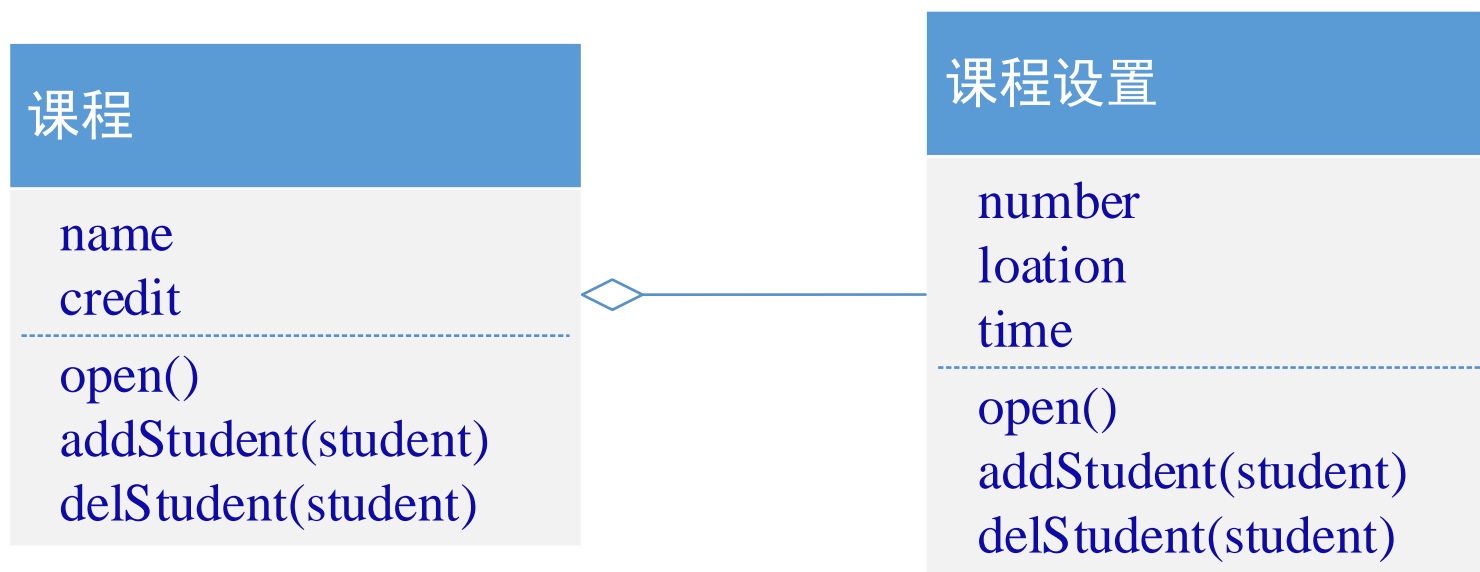 课程
name
credit
open()
addStudent(student)
delStudent(student)
课程设置
number
loation
time
open()
addStudent(student)
delStudent(student)